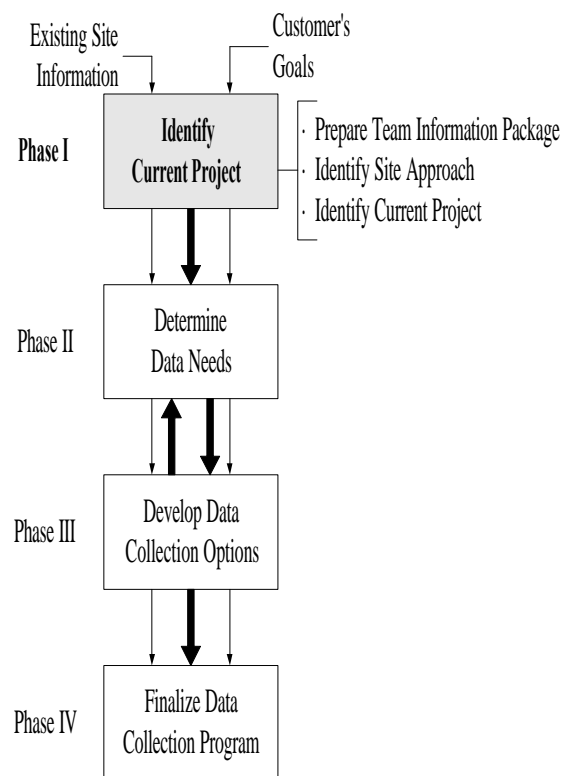 Existing Site
Information
Customer's
Goals
Phase I
Identify
Current Project
· Prepare Team Information Package
· Identify Site Approach
· Identify Current Project
Phase II
Determine
Data Needs
Phase III
Develop Data
Collection Options
Phase IV
Finalize Data
Collection Program